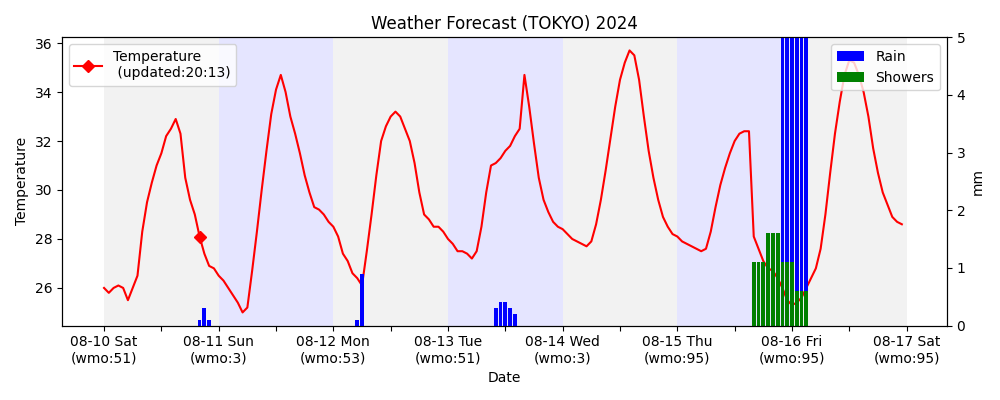 Weather Forecast (TOKYO) 2024
Temperature
(updated:20:13)
Rain
Showers
36
34
32
30
28
26
Temperature
5
4
3
2
1
0
mm
08-10 Sat 08-11 Sun 08-12 Mon 08-13 Tue 08-14 Wed 08-15 Thu 08-16 Fri 08-17 Sat
(wmo:51) (wmo:3) (wmo:53) (wmo:51) (wmo:3) (wmo:95) (wmo:95) (wmo:95)
Date